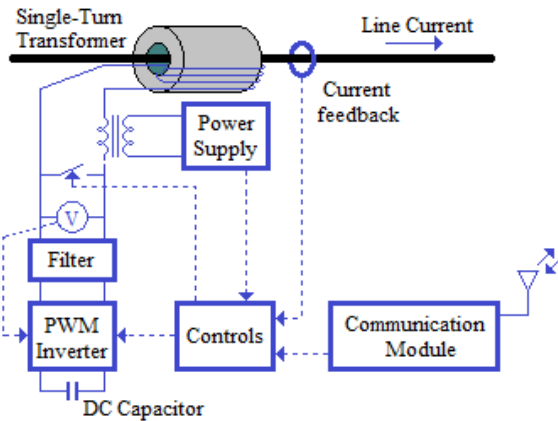 Single-Turn
Transformer
Line Current
Current
feedback
Power
Supply
V
Filter
PWM
Inverter
Controls
Communication
Module
DC Capacitor